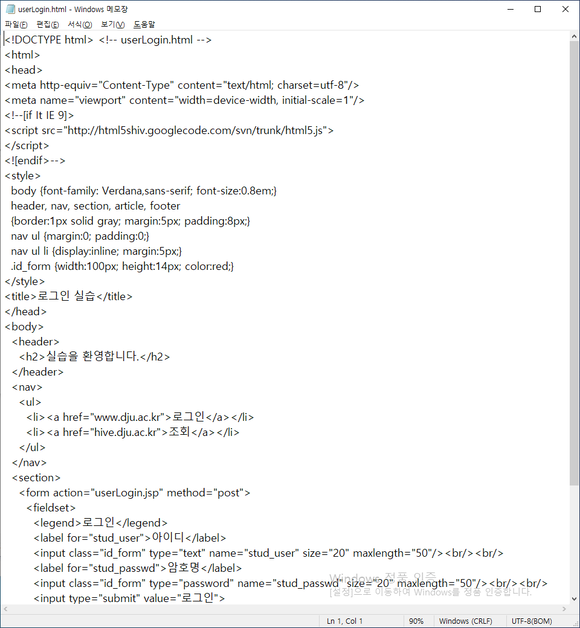 userLogin.html - Windows 메모장
파일(F) 편집(E) 서식(O) 보기(V) 도움말
<!DOCTYPE html> <!-- userLogin.html -->
<html>
<head>
<meta http-equiv="Content-Type" content="text/html; charset=utf-8"/>
<meta name="viewport" content="width=device-width, initial-scale=1"/>
<!--[if lt IE 9]>
<script src="http://html5shiv.googlecode.com/svn/trunk/html5.js">
</script>
<![endif>-->
<style>
body {font-family: Verdana,sans-serif; font-size:0.8em;}
header, nav, section, article, footer
{border:1px solid gray; margin:5px; padding:8px;}
nav ul {margin:0; padding:0;}
nav ul li {display:inline; margin:5px;}
.id_form {width:100px; height:14px; color:red;}
</style>
<title>로그인 실습</title>
</head>
<body>
<header>
<h2>실습을 환영합니다.</h2>
</header>
<nav>
<ul>
<li><a href="www.dju.ac.kr">로그인</a></li>
<li><a href="hive.dju.ac.kr">조회</a></li>
</ul>
</nav>
<section>
<form action="userLogin.jsp" method="post">
<fieldset>
<legend>로그인</legend>
<label for="stud_user">아이디</label>
<input class="id_form" type="text" name="stud_user" size="20" maxlength="50"/><br/><br/>
<label for="stud_passwd">암호명</label>
<input class="id_form" type="password" name="stud_passwd" size="20" maxlength="50"/><br/><br/>
<input type="submit" value="로그인">
Windows 정품 인증
[설정]으로 이동하여 Windows를 정품 인증합니다.
Ln 1, Col 1 90% Windows (CRLF) UTF-8(BOM)